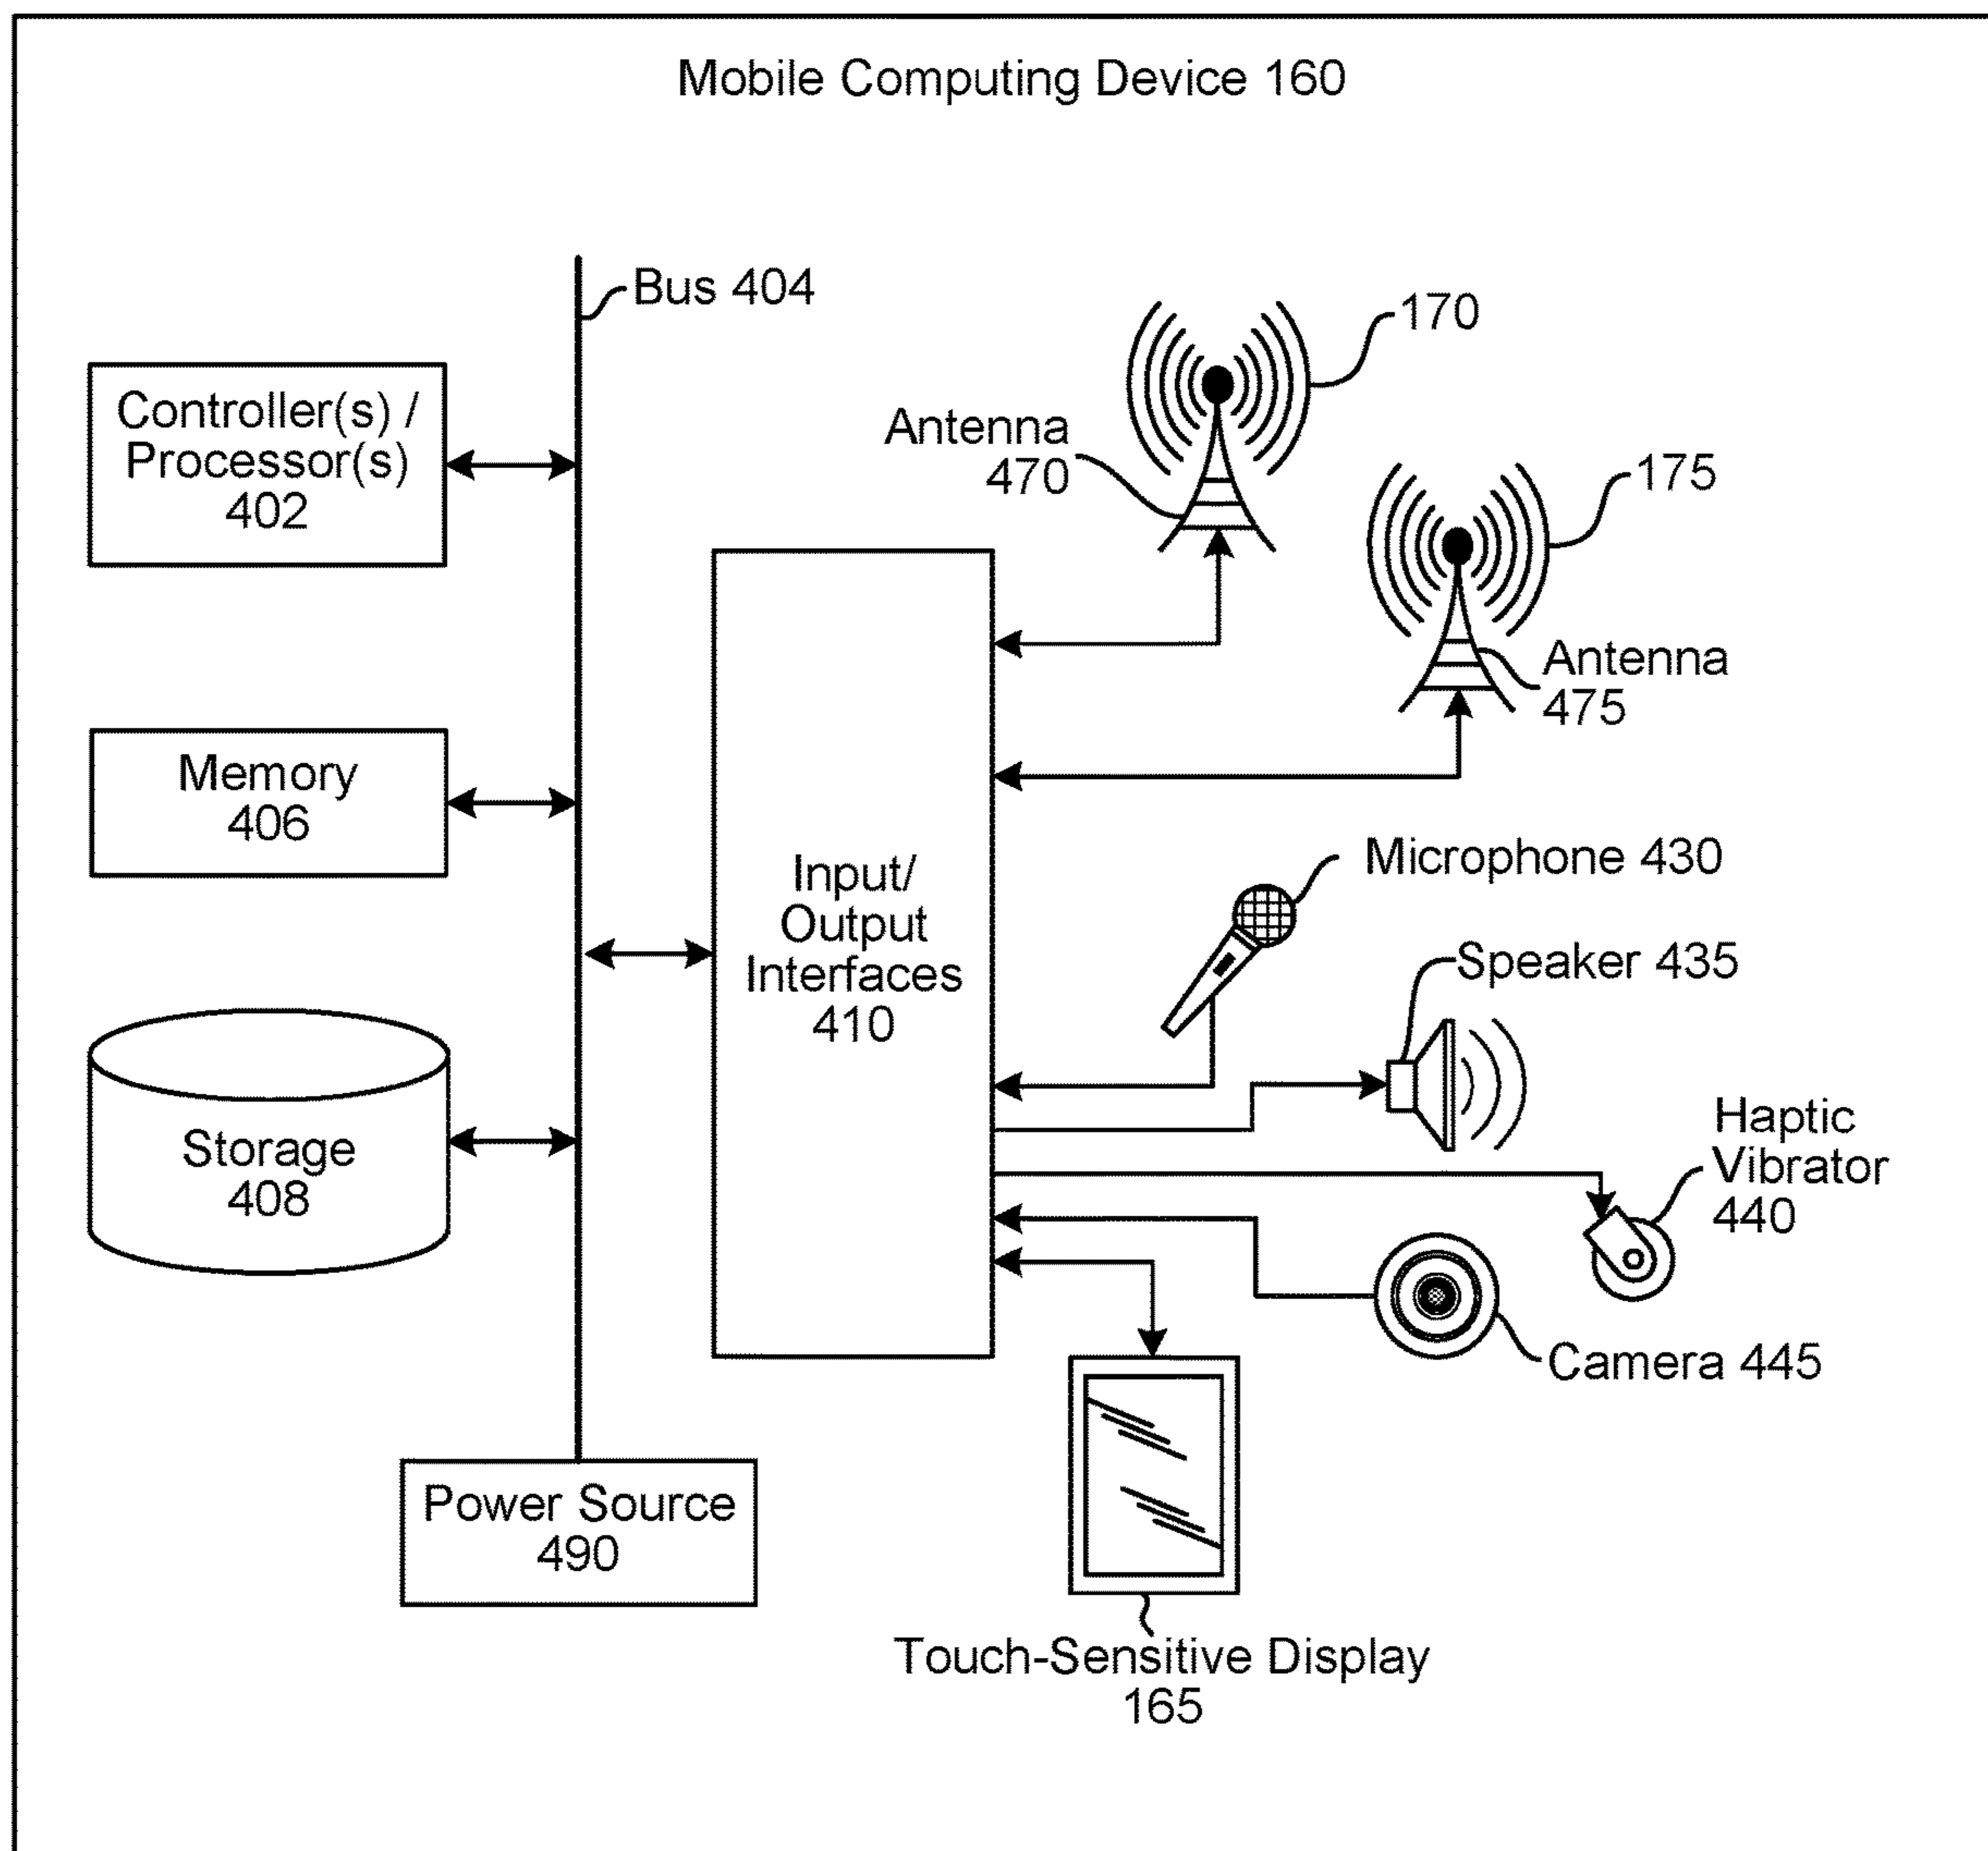 Mobile Computing Device 160
Bus 404
170
Controller(s) /
Processor(s)
402
Antenna
470
175
Antenna
475
Memory
406
Input/
Output
Interfaces
410
Microphone 430
Speaker 435
Storage
408
Haptic
Vibrator
440
Camera 445
Power Source
490
Touch-Sensitive Display
165